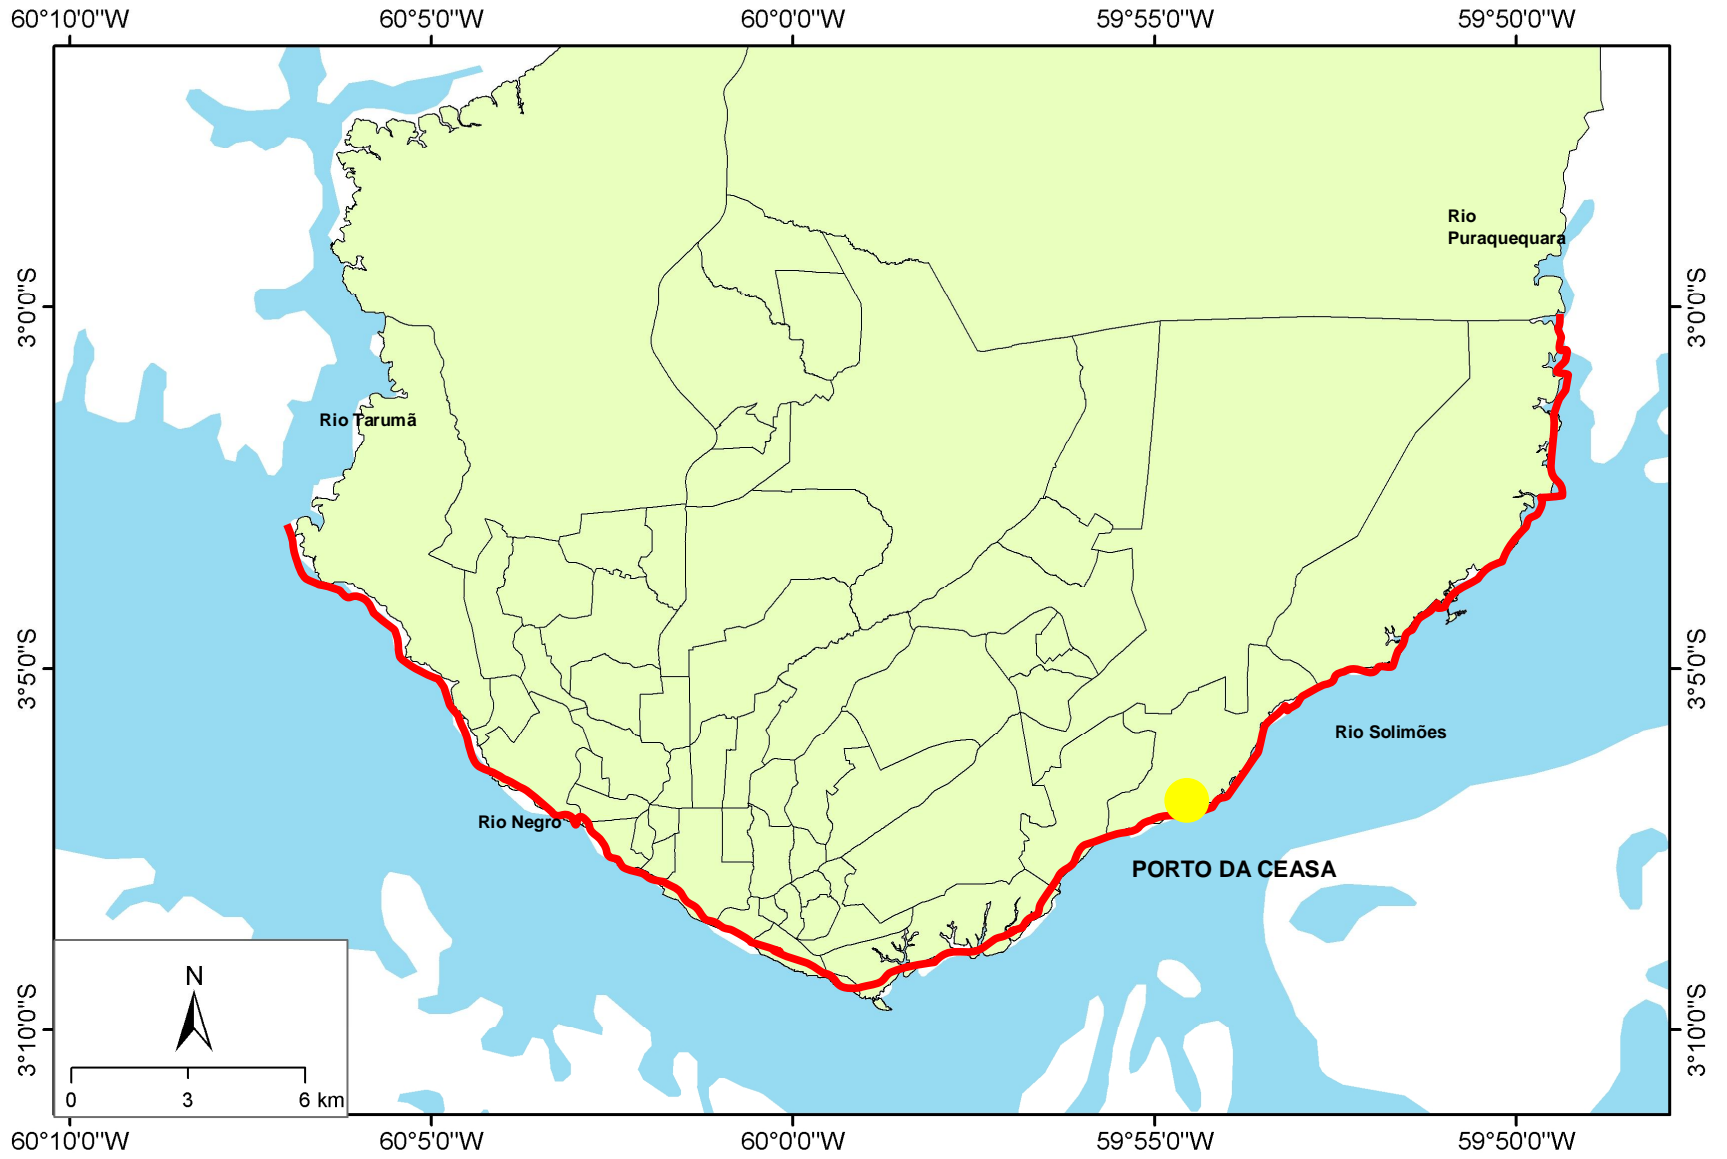 60°10'0"W 60°5'0"W 60°0'0"W 59°55'0"W 59°50'0"W
Rio
Puraquequara
3°0'0"S 3°0'0"S
Rio Tarumã
3°5'0"S 3°5'0"S
Rio Solimões
Rio Negro
PORTO DA CEASA
N
3°10'0"S 3°10'0"S
0 3 6 km
60°10'0"W 60°5'0"W 60°0'0"W 59°55'0"W 59°50'0"W